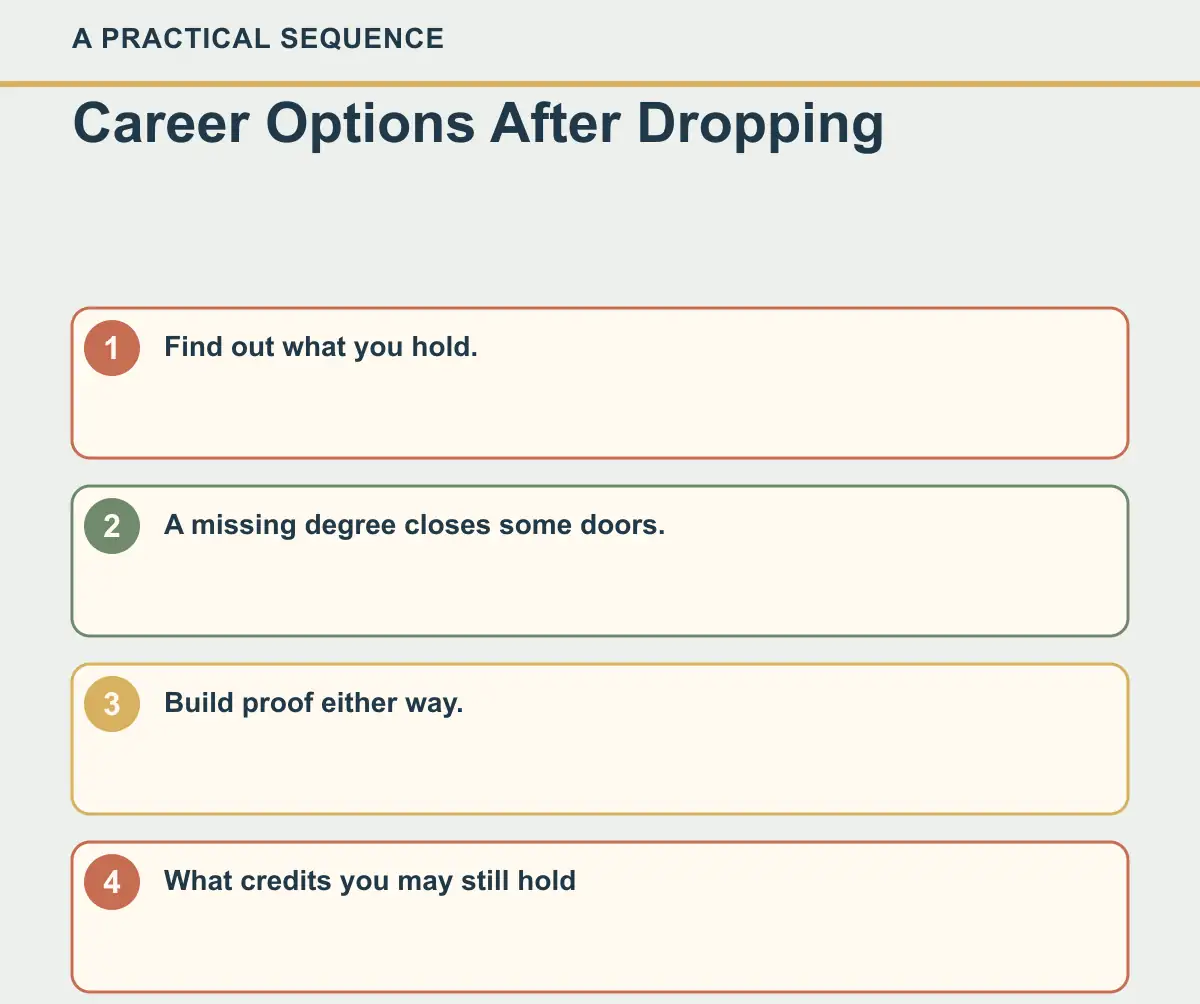 A PRACTICAL SEQUENCE
Career Options After Dropping
1 Find out what you hold.
2 A missing degree closes some doors.
3 Build proof either way.
4 What credits you may still hold